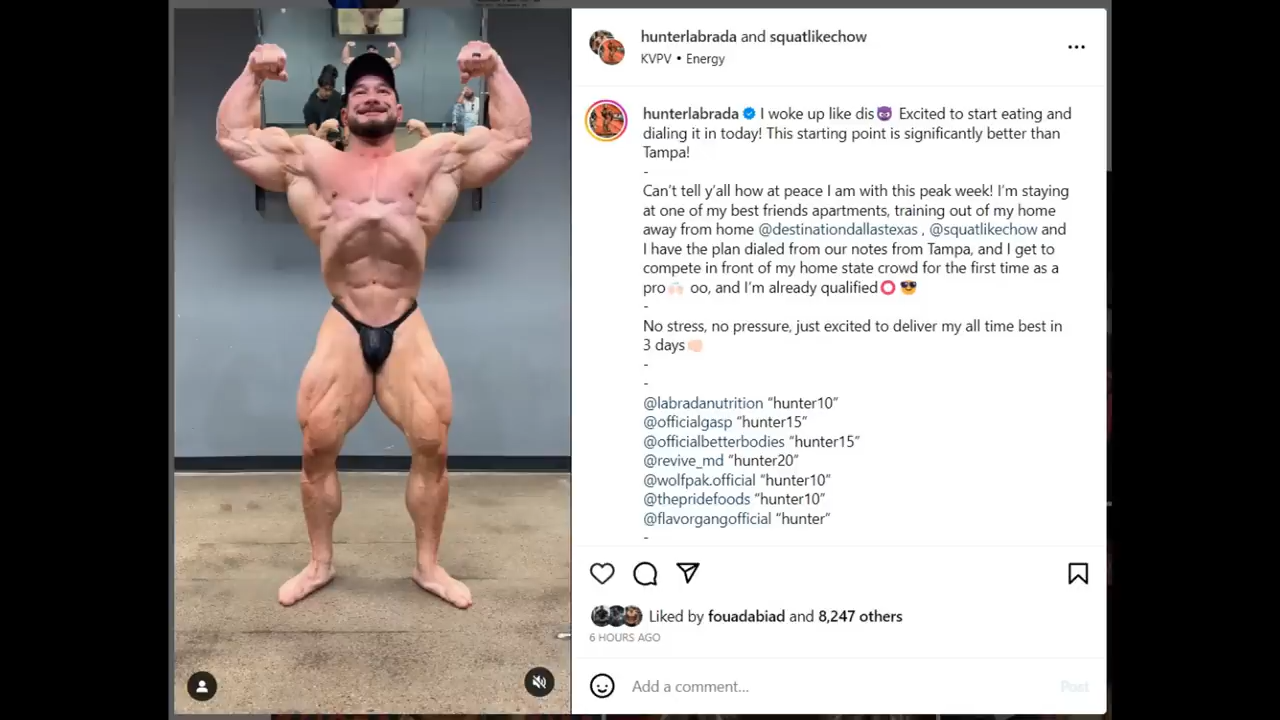 hunterlabrada and squatlikechow
KVPV • Energy
hunterlabrada I woke up like dis😈 Excited to start eating and
dialing it in today! This starting point is significantly better than
Tampa!
-
Can't tell y'all how at peace I am with this peak week! I'm staying
at one of my best friends apartments, training out of my home
away from home @destinationdallastexas , @squatlikechow and
I have the plan dialed from our notes from Tampa, and I get to
compete in front of my home state crowd for the first time as a
pro🙌🏻 oo, and I'm already qualified⭕ 😎
-
No stress, no pressure, just excited to deliver my all time best in
3 days👊🏻
-
-
@labradanutrition “hunter10”
@officialgasp “hunter15”
@officialbetterbodies “hunter15”
@revive_md “hunter20”
@wolfpak.official “hunter10”
@thepridefoods “hunter10”
@flavorgangofficial “hunter”
-
Liked by fouadabiad and 8,247 others
6 HOURS AGO
Add a comment...
Post